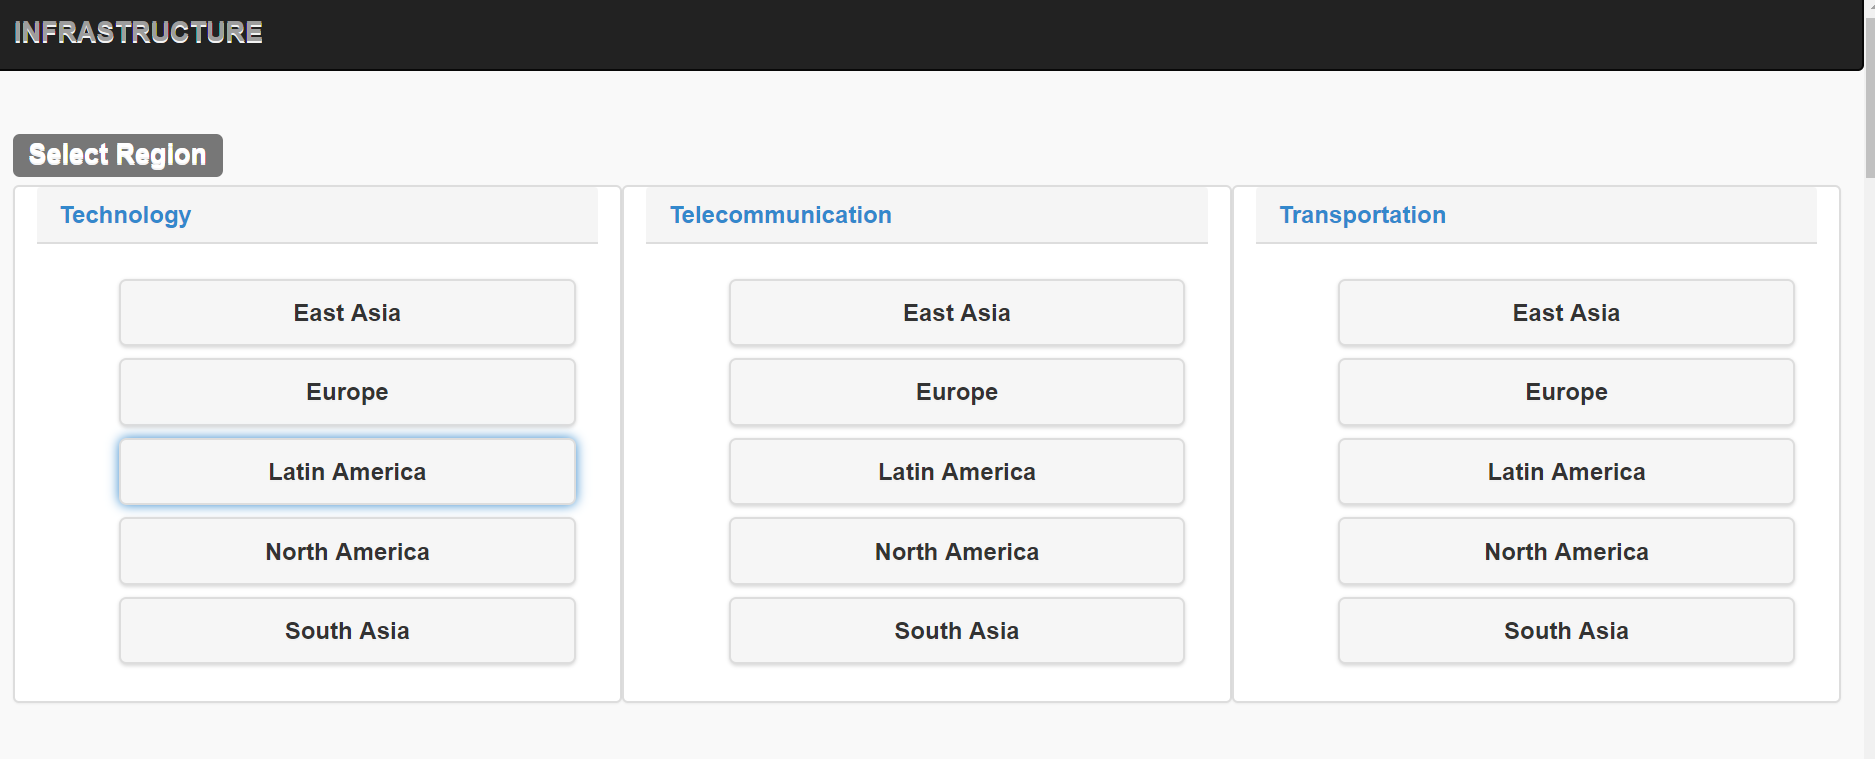 INFRASTRUCTURE
Select Region
Technology
East Asia
Europe
Latin America
North America
South Asia
Telecommunication
East Asia
Europe
Latin America
North America
South Asia
Transportation
East Asia
Europe
Latin America
North America
South Asia